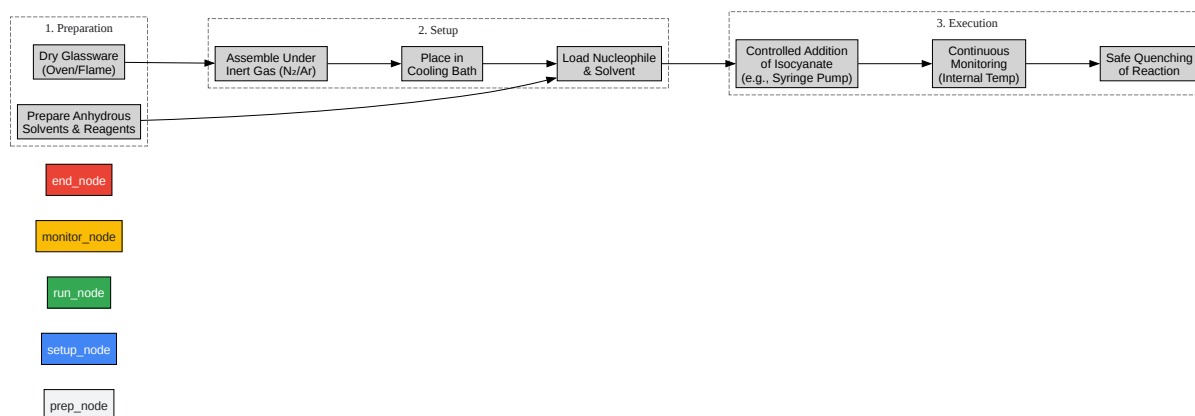 1. Preparation
Dry Glassware
(Oven/Flame)
Prepare Anhydrous
Solvents & Reagents
2. Setup
Assemble Under
Inert Gas (N₂/Ar)
Place in
Cooling Bath
Load Nucleophile
& Solvent
3. Execution
Controlled Addition
of Isocyanate
(e.g., Syringe Pump)
Continuous
Monitoring
(Internal Temp)
Safe Quenching
of Reaction
end_node
monitor_node
run_node
setup_node
prep_node